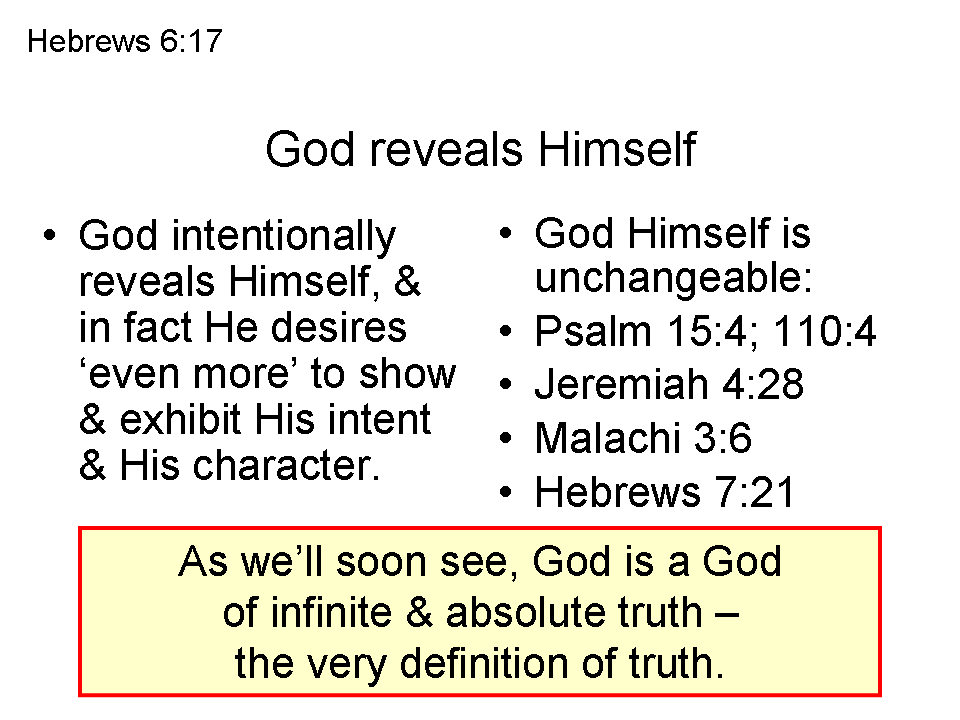 Hebrews 6:17
God reveals Himself
• God intentionally
reveals Himself, &
in fact He desires
‘even more’ to show
& exhibit His intent
& His character.
• God Himself is
unchangeable:
• Psalm 15:4; 110:4
• Jeremiah 4:28
• Malachi 3:6
• Hebrews 7:21
As we’ll soon see, God is a God
of infinite & absolute truth –
the very definition of truth.